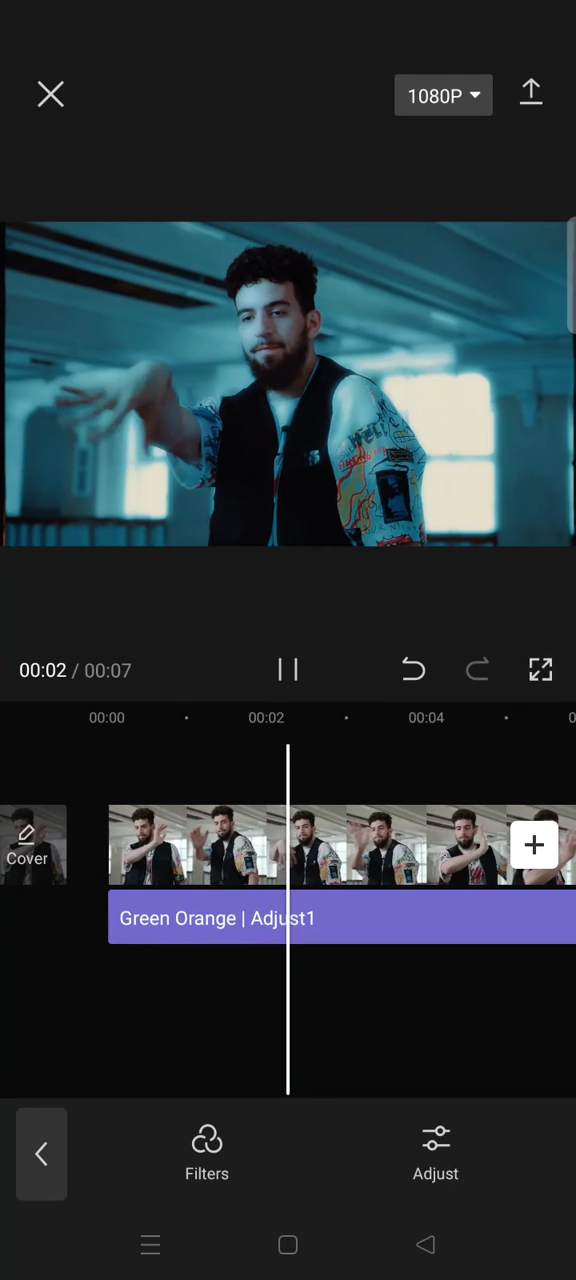 1080P
00:02 / 00:07
00:00
00:02
00:04
Cover
Green Orange | Adjust1
Filters
Adjust